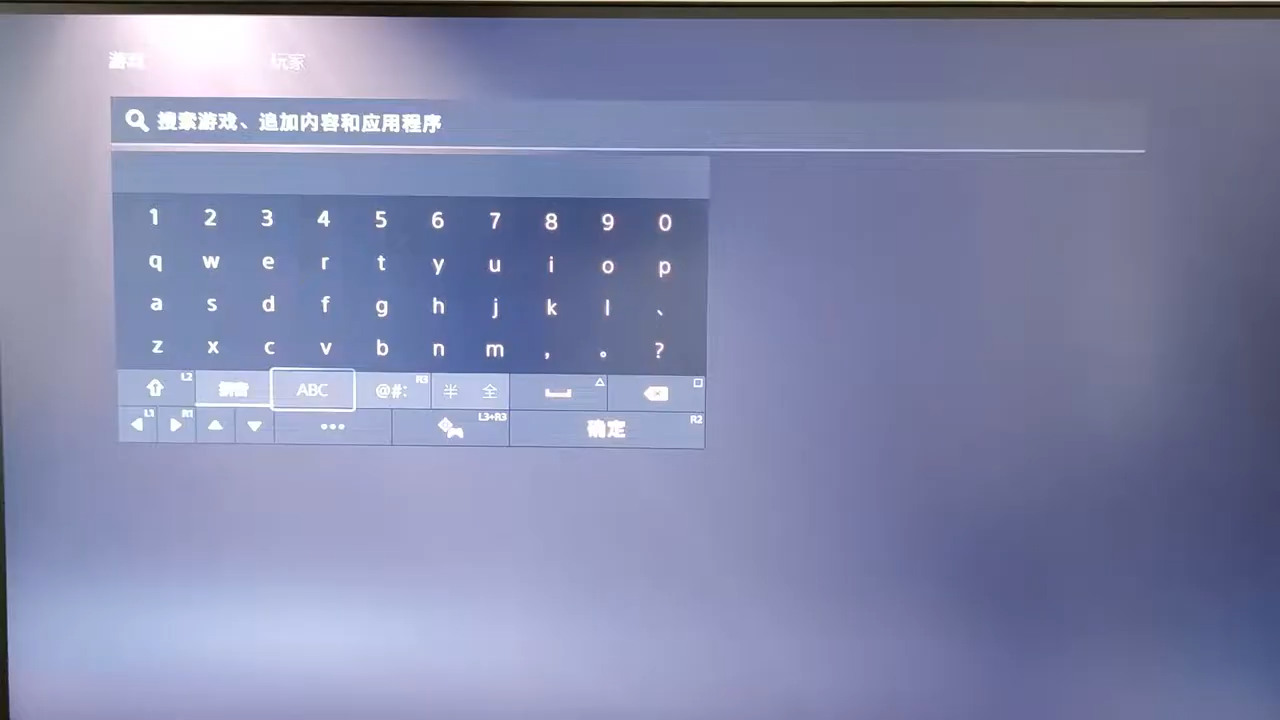 游戏 玩家
搜索游戏、追加内容和应用程序
1 2 3 4 5 6 7 8 9 0
q w e r t y u i o p
a s d f g h j k l 、
z x c v b n m , 。 ?
L2 拼音 ABC @#: R3 半 全
L1 R1 ••• L3+R3 确定 R2